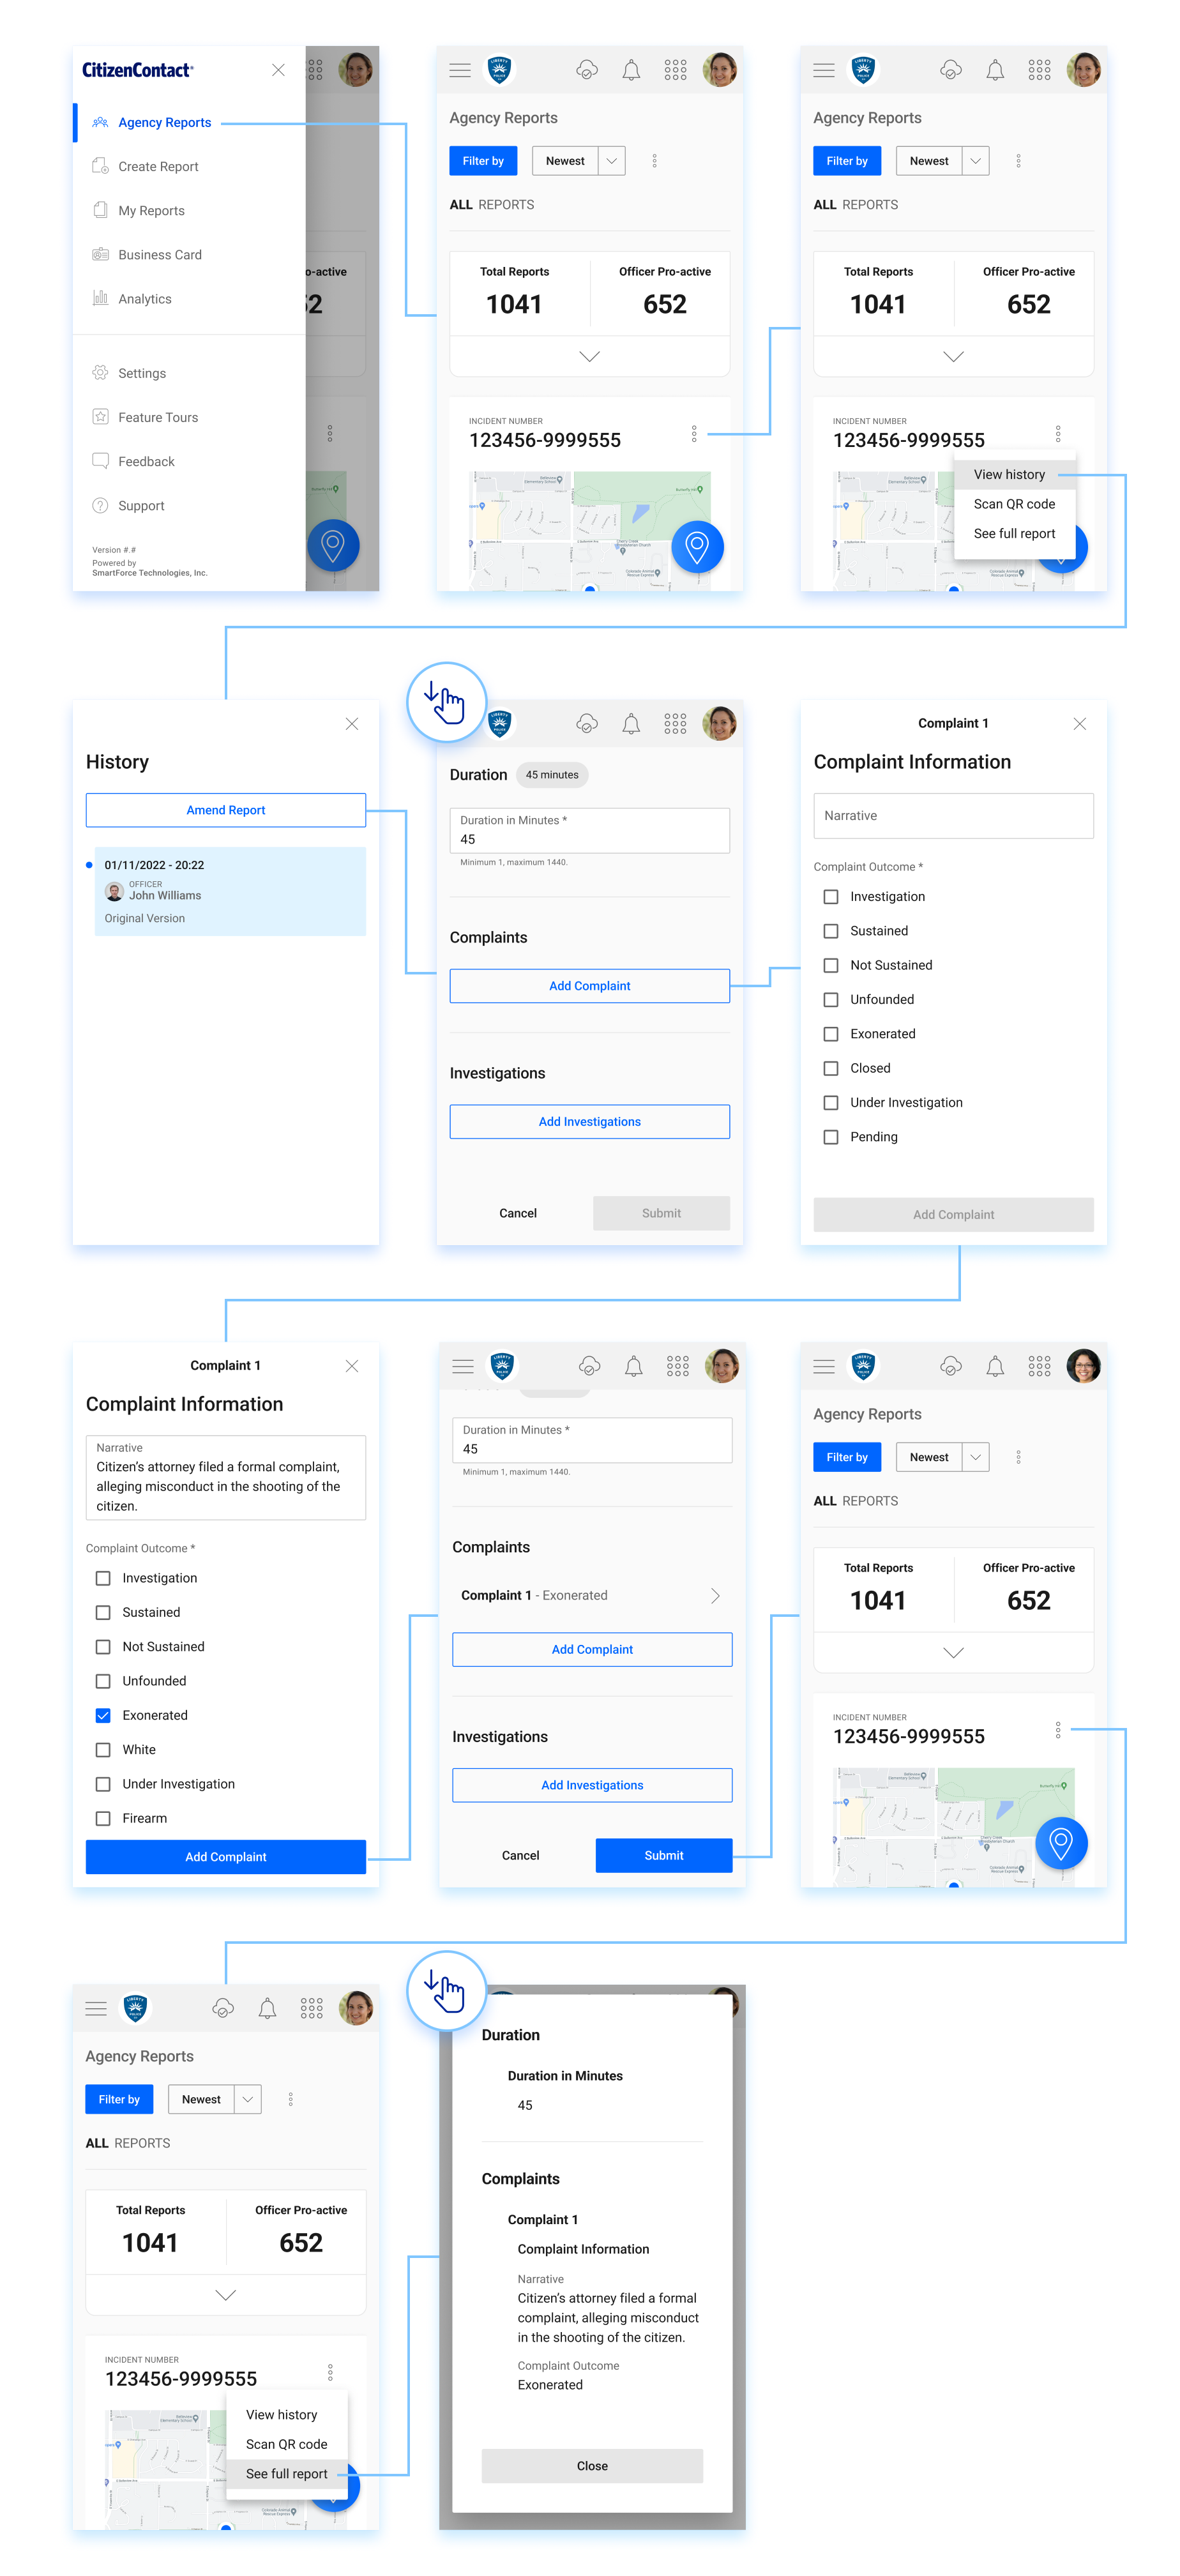 CitizenContact®
Agency Reports
Create Report
My Reports
Business Card
Analytics
Settings
Feature Tours
Feedback
Support
Version #.#
Powered by
SmartForce Technologies, Inc.
o-active
2
LIBERTY
POLICE
Agency Reports
Filter by
Newest
ALL REPORTS
Total Reports
Officer Pro-active
1041
652
INCIDENT NUMBER
123456-9999555
LIBERTY
POLICE
Agency Reports
Filter by
Newest
ALL REPORTS
Total Reports
Officer Pro-active
1041
652
INCIDENT NUMBER
123456-9999555
View history
Scan QR code
See full report
History
Amend Report
01/11/2022 - 20:22
OFFICER
John Williams
Original Version
LIBERTY
POLICE
Duration
45 minutes
Duration in Minutes *
45
Minimum 1, maximum 1440.
Complaints
Add Complaint
Investigations
Add Investigations
Cancel
Submit
Complaint 1
Complaint Information
Narrative
Complaint Outcome *
Investigation
Sustained
Not Sustained
Unfounded
Exonerated
Closed
Under Investigation
Pending
Add Complaint
Complaint 1
Complaint Information
Narrative
Citizen's attorney filed a formal complaint,
alleging misconduct in the shooting of the
citizen.
Complaint Outcome *
Investigation
Sustained
Not Sustained
Unfounded
Exonerated
White
Under Investigation
Firearm
Add Complaint
LIBERTY
POLICE
Duration in Minutes *
45
Minimum 1, maximum 1440.
Complaints
Complaint 1 - Exonerated
Add Complaint
Investigations
Add Investigations
Cancel
Submit
LIBERTY
POLICE
Agency Reports
Filter by
Newest
ALL REPORTS
Total Reports
Officer Pro-active
1041
652
INCIDENT NUMBER
123456-9999555
LIBERTY
POLICE
Agency Reports
Filter by
Newest
ALL REPORTS
Total Reports
Officer Pro-active
1041
652
INCIDENT NUMBER
123456-9999555
View history
Scan QR code
See full report
Duration
Duration in Minutes
45
Complaints
Complaint 1
Complaint Information
Narrative
Citizen's attorney filed a formal
complaint, alleging misconduct
in the shooting of the citizen.
Complaint Outcome
Exonerated
Close